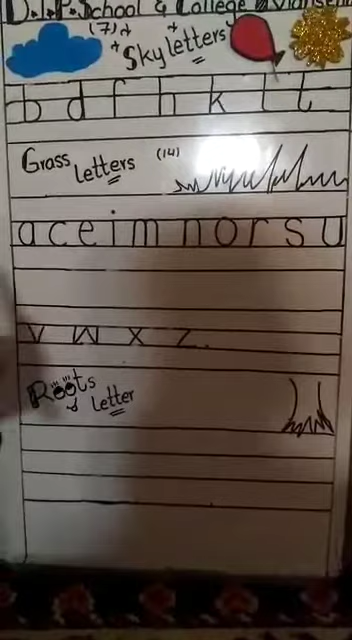 D.I.P. School & College
(7)
Sky letters
b d f h k l t
Grass letters (14)
a c e i m n o r s u
v w x z.
Roots letter